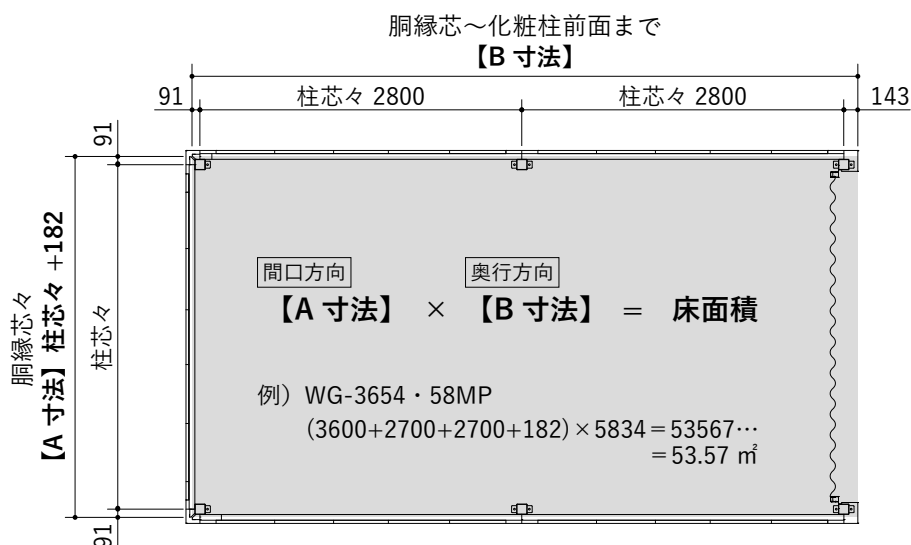 胴縁芯～化粧柱前面まで
【B 寸法】
91
柱芯々 2800
柱芯々 2800
143
91
胴縁芯々
【A 寸法】柱芯々 +182
柱芯々
間口方向
奥行方向
【A 寸法】 × 【B 寸法】 = 床面積
例）WG-3654・58MP
(3600+2700+2700+182)×5834=53567…
=53.57 ㎡
91